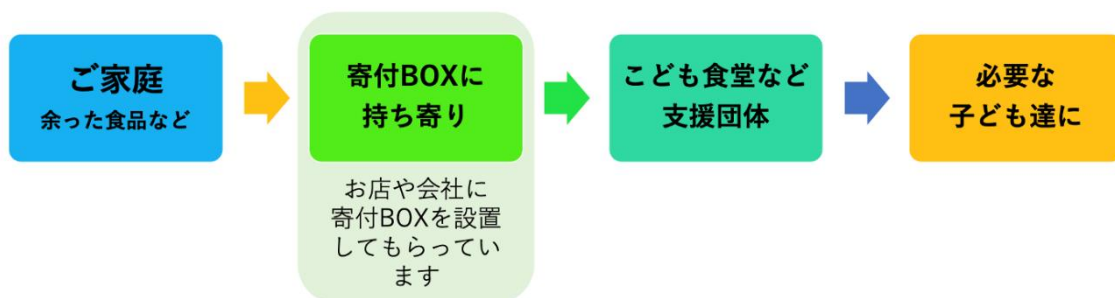 ご家庭
余った食品など
寄付BOXに
持ち寄り
お店や会社に
寄付BOXを設置
してもらってい
ます
こども食堂など
支援団体
必要な
子ども達に